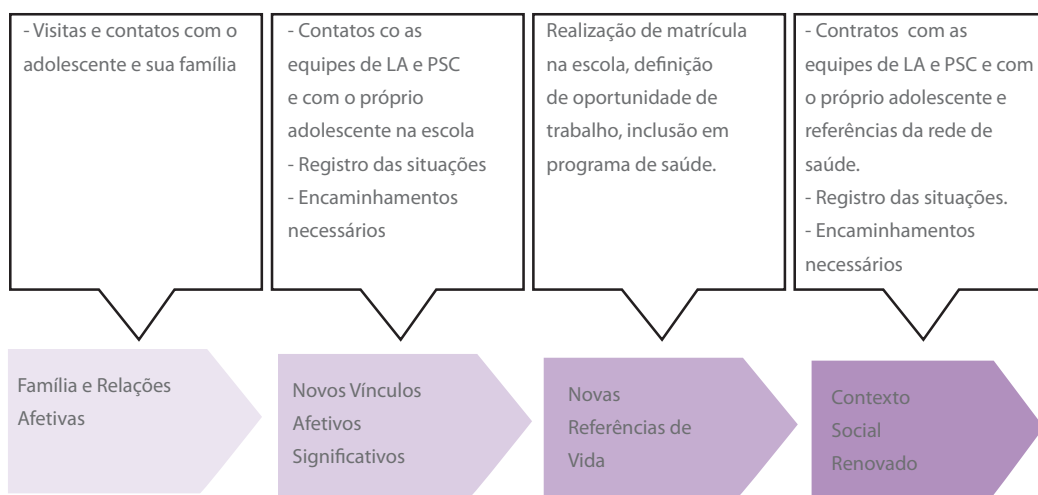 - Visitas e contatos com o
adolescente e sua família
- Contatos co as
equipes de LA e PSC
e com o próprio
adolescente na escola
- Registro das situações
- Encaminhamentos
necessários
Realização de matrícula
na escola, definição
de oportunidade de
trabalho, inclusão em
programa de saúde.
- Contratos  com as
equipes de LA e PSC e com
o próprio adolescente e
referências da rede de
saúde.
- Registro das situações.
- Encaminhamentos
necessários
Família e Relações
Afetivas
Novos Vínculos
Afetivos
Significativos
Novas
Referências de
Vida
Contexto
Social
Renovado